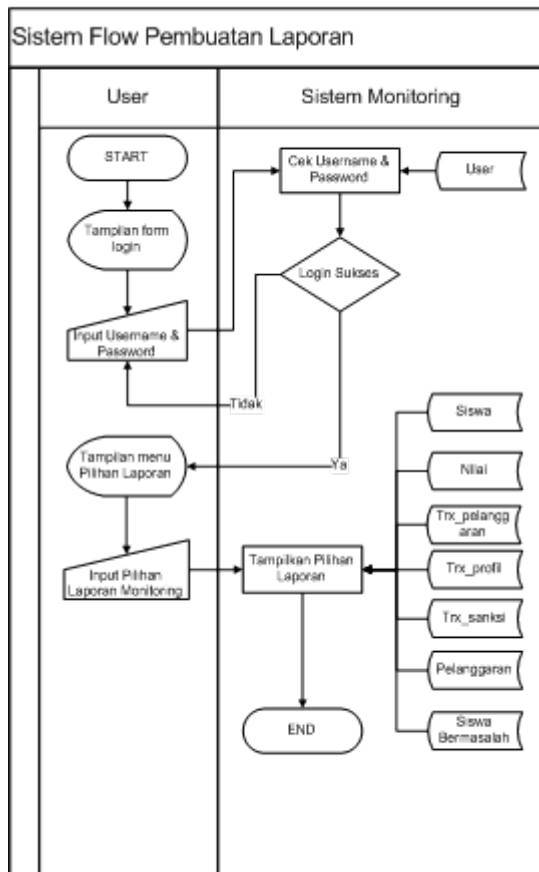 Sistem Flow Pembuatan Laporan
User
Sistem Monitoring
START
Cek Username &
Password
User
Tampilan form
login
Login Sukses
Input Username &
Password
Tidak
Siswa
Tampilan menu
Pilihan Laporan
Ya
Nilai
Trx_pelangg
aran
Input Pilihan
Laporan Monitoring
Tampilkan Pilihan
Laporan
Trx_profil
Trx_sanksi
Pelanggaran
END
Siswa
Bermasalah